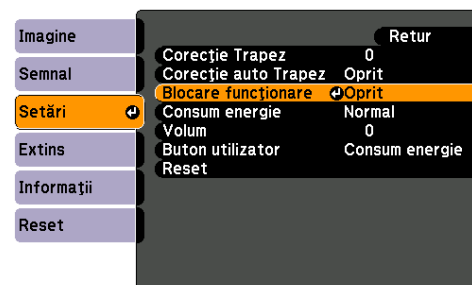 Imagine
Semnal
Setări
Extins
Informaţii
Reset
Retur
Corecţie Trapez 0
Corecţie auto Trapez Oprit
Blocare funcţionare Oprit
Consum energie Normal
Volum 0
Buton utilizator Consum energie
Reset